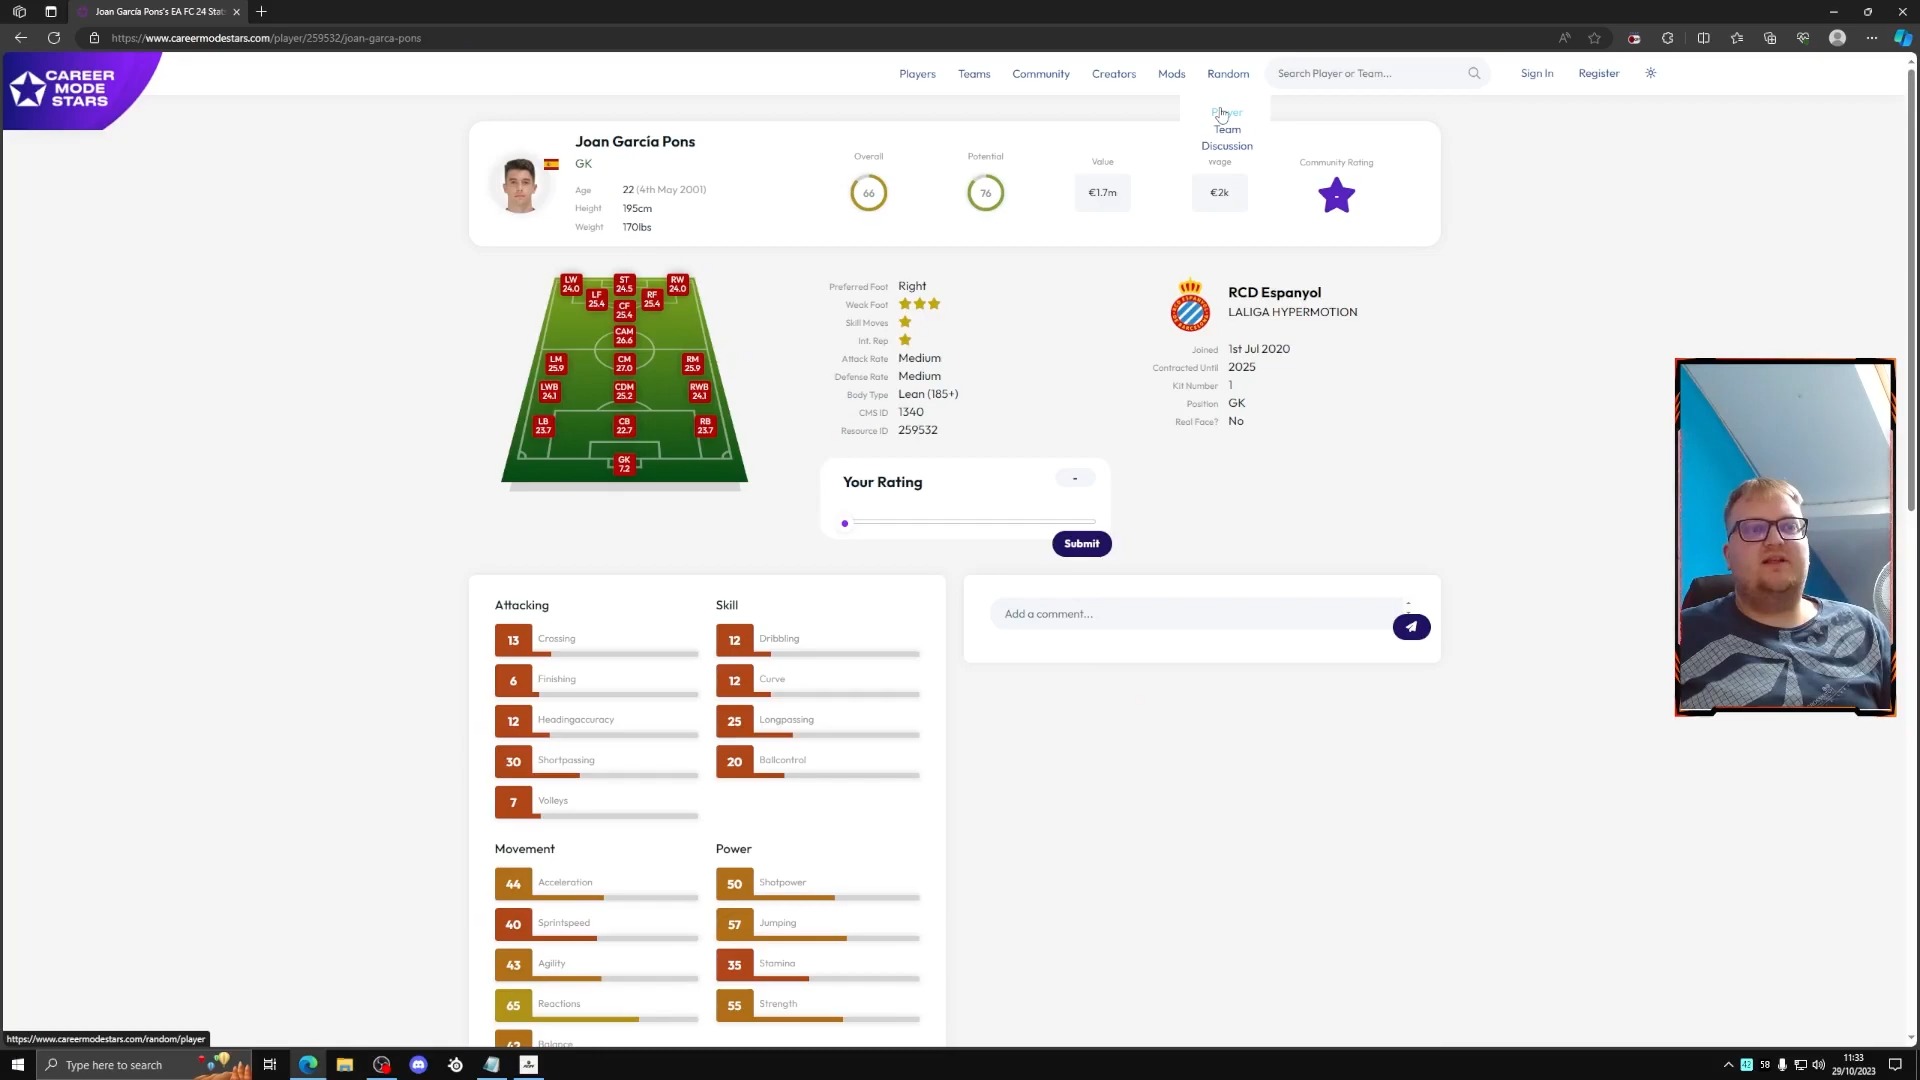 Joan García Pons's EA FC 24 Stat
https://www.careermodestars.com/player/259532/joan-garca-pons
CAREER
MODE
STARS
Players
Teams
Community
Creators
Mods
Random
Search Player or Team...
Sign In
Register
Player
Team
Discussion
Joan García Pons
GK
Age 22 (4th May 2001)
Height 195cm
Weight 170lbs
Overall
66
Potential
76
Value
€1.7m
Wage
€2k
Community Rating
-
LW
24.0
ST
24.5
RW
24.0
LF
25.4
CF
25.4
RF
25.4
CAM
26.6
LM
25.9
CM
27.0
RM
25.9
LWB
24.1
CDM
25.2
RWB
24.1
LB
23.7
CB
22.7
RB
23.7
GK
7.2
Preferred Foot Right
Weak Foot
Skill Moves
Int. Rep
Attack Rate Medium
Defense Rate Medium
Body Type Lean (185+)
CMS ID 1340
Resource ID 259532
RCD Espanyol
LALIGA HYPERMOTION
Joined 1st Jul 2020
Contracted Until 2025
Kit Number 1
Position GK
Real Face? No
Your Rating
-
Submit
Attacking
13 Crossing
6 Finishing
12 Headingaccuracy
30 Shortpassing
7 Volleys
Skill
12 Dribbling
12 Curve
25 Longpassing
20 Ballcontrol
Add a comment...
Movement
44 Acceleration
40 Sprintspeed
43 Agility
65 Reactions
42 Balance
Power
50 Shotpower
57 Jumping
35 Stamina
55 Strength
https://www.careermodestars.com/random/player
Type here to search
42
58
11:33
29/10/2023